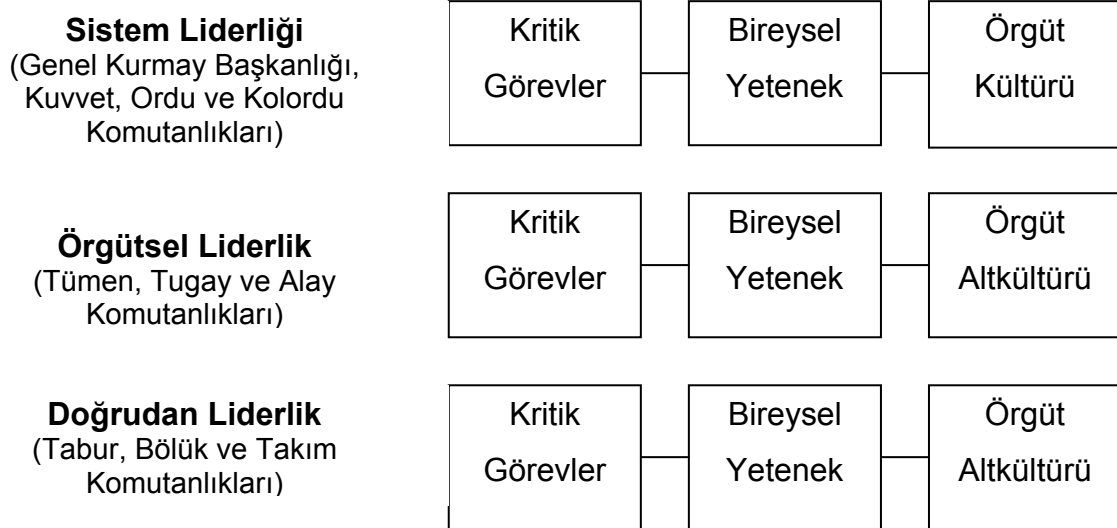 Sistem Liderliği
(Genel Kurmay Başkanlığı,
Kuvvet, Ordu ve Kolordu
Komutanlıkları)
Kritik
Görevler
Bireysel
Yetenek
Örgüt
Kültürü
Örgütsel Liderlik
(Tümen, Tugay ve Alay
Komutanlıkları)
Kritik
Görevler
Bireysel
Yetenek
Örgüt
Altkültürü
Doğrudan Liderlik
(Tabur, Bölük ve Takım
Komutanlıkları)
Kritik
Görevler
Bireysel
Yetenek
Örgüt
Altkültürü